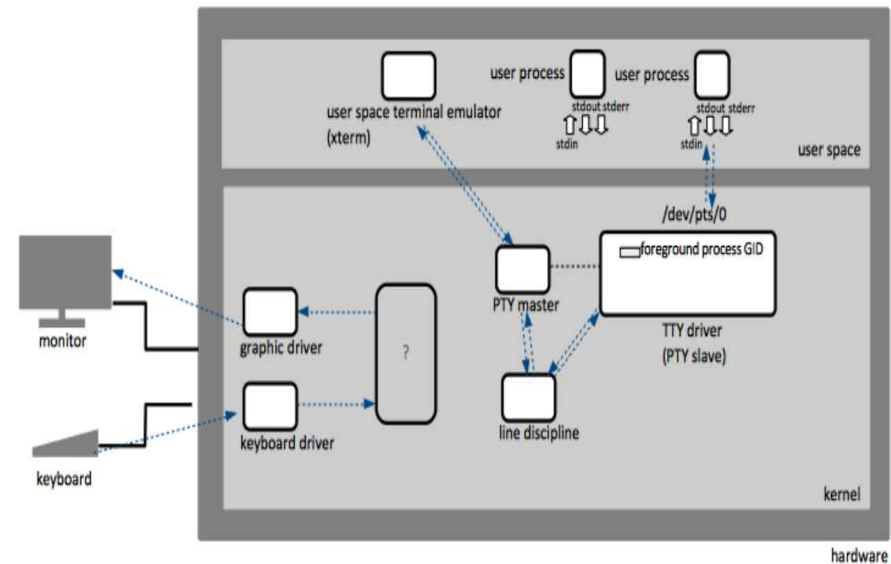 user process
user process
stdout stderr
stdout stderr
user space terminal emulator
(xterm)
stdin
stdin
user space
/dev/pts/0
foreground process GID
PTY master
TTY driver
(PTY slave)
monitor
graphic driver
?
keyboard driver
line discipline
keyboard
kernel
hardware